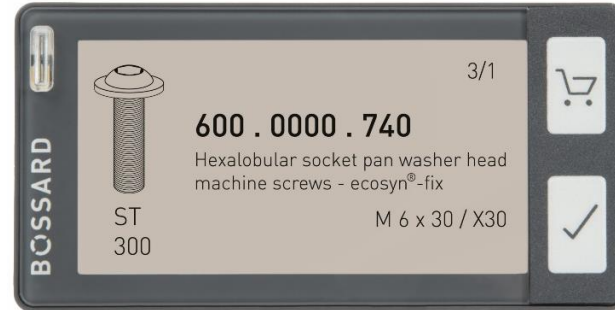 BOSSARD
3/1
600 . 0000 . 740
Hexalobular socket pan washer head
machine screws - ecosyn®-fix
ST
300
M 6 x 30 / X30